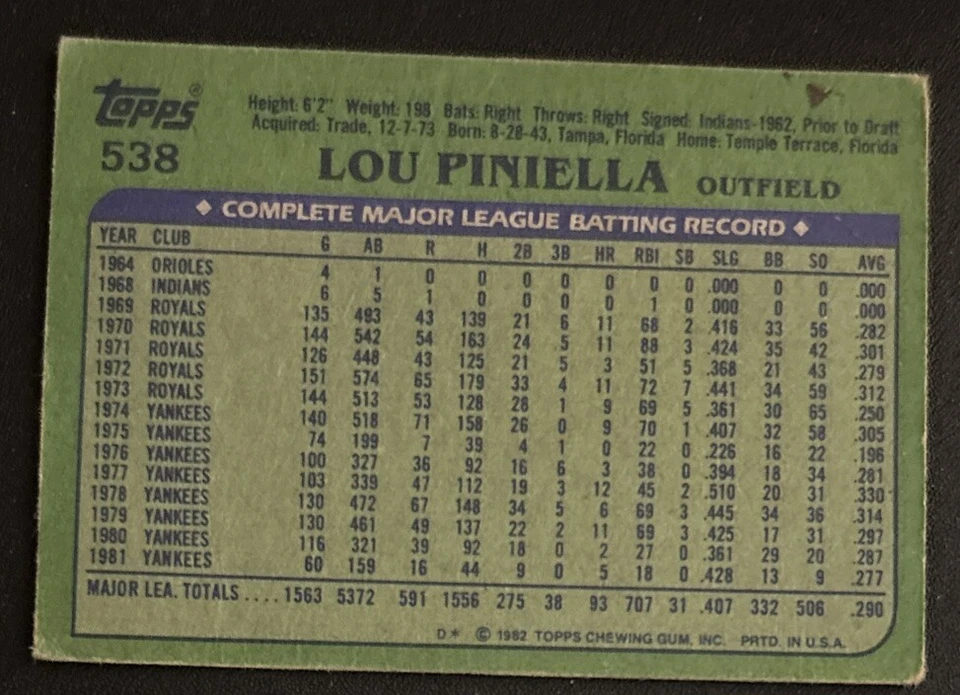 Topps®
Height: 6'2" Weight: 198 Bats: Right Throws: Right Signed: Indians-1962, Prior to Draft
Acquired: Trade, 12-7-73 Born: 8-28-43, Tampa, Florida Home: Temple Terrace, Florida
538 LOU PINIELLA OUTFIELD
◆ COMPLETE MAJOR LEAGUE BATTING RECORD ◆
YEAR CLUB G AB R H 2B 3B HR RBI SB SLG BB SO AVG
1964 ORIOLES 4 1 0 0 0 0 0 0 0 .000 0 0 .000
1968 INDIANS 6 5 1 0 0 0 0 1 0 .000 0 0 .000
1969 ROYALS 135 493 43 139 21 6 11 68 2 .416 33 56 .282
1970 ROYALS 144 542 54 163 24 5 11 88 3 .424 35 42 .301
1971 ROYALS 126 448 43 125 21 5 3 51 5 .368 21 43 .279
1972 ROYALS 151 574 65 179 33 4 11 72 7 .441 34 59 .312
1973 ROYALS 144 513 53 128 28 1 9 69 5 .361 30 65 .250
1974 YANKEES 140 518 71 158 26 0 9 70 1 .407 32 58 .305
1975 YANKEES 74 199 7 39 4 1 0 22 0 .226 16 22 .196
1976 YANKEES 100 327 36 92 16 6 3 38 0 .394 18 34 .281
1977 YANKEES 103 339 47 112 19 3 12 45 2 .510 20 31 .330
1978 YANKEES 130 472 67 148 34 5 6 69 3 .445 34 36 .314
1979 YANKEES 130 461 49 137 22 2 11 69 3 .425 17 31 .297
1980 YANKEES 116 321 39 92 18 0 2 27 0 .361 29 20 .287
1981 YANKEES 60 159 16 44 9 0 5 18 0 .428 13 9 .277
MAJOR LEA. TOTALS .... 1563 5372 591 1556 275 38 93 707 31 .407 332 506 .290
D* © 1982 TOPPS CHEWING GUM, INC. PRTD. IN U.S.A.